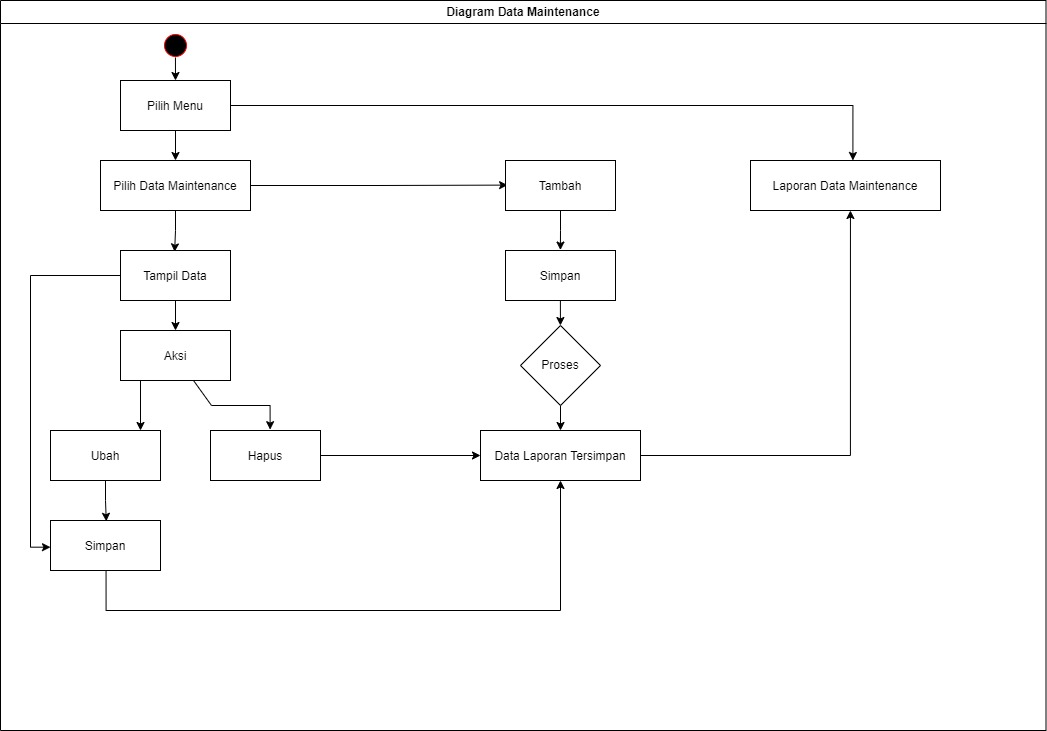 Diagram Data Maintenance
Pilih Menu
Pilih Data Maintenance
Tambah
Laporan Data Maintenance
Tampil Data
Simpan
Aksi
Proses
Ubah
Hapus
Data Laporan Tersimpan
Simpan